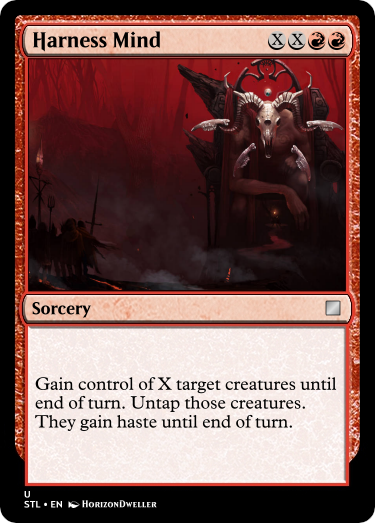 Harness Mind XXRR
Sorcery
Gain control of X target creatures until
end of turn. Untap those creatures.
They gain haste until end of turn.
U
STL • EN HorizonDweller